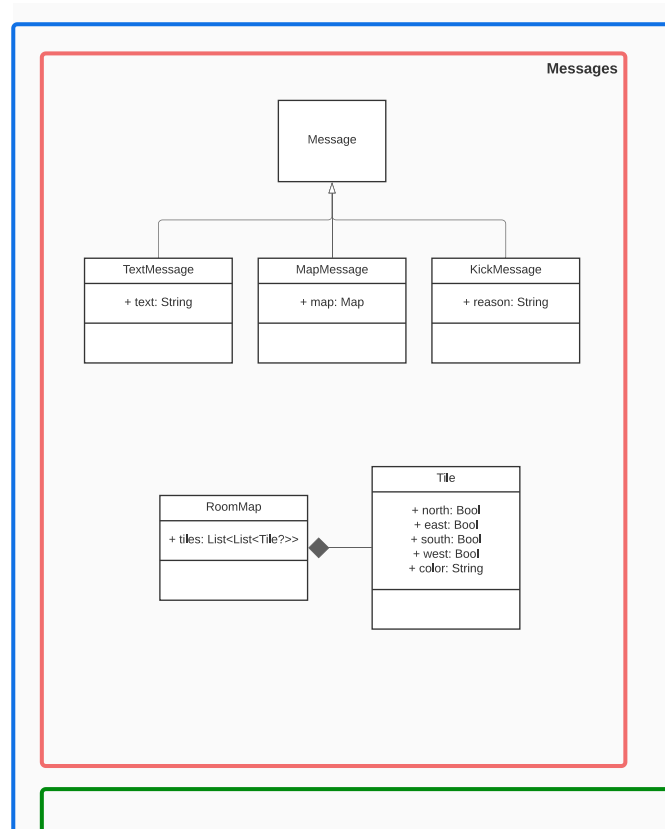 Messages
Message
TextMessage
+ text: String
MapMessage
+ map: Map
KickMessage
+ reason: String
RoomMap
+ tiles: List<List<Tile?>>
Tile
+ north: Bool
+ east: Bool
+ south: Bool
+ west: Bool
+ color: String